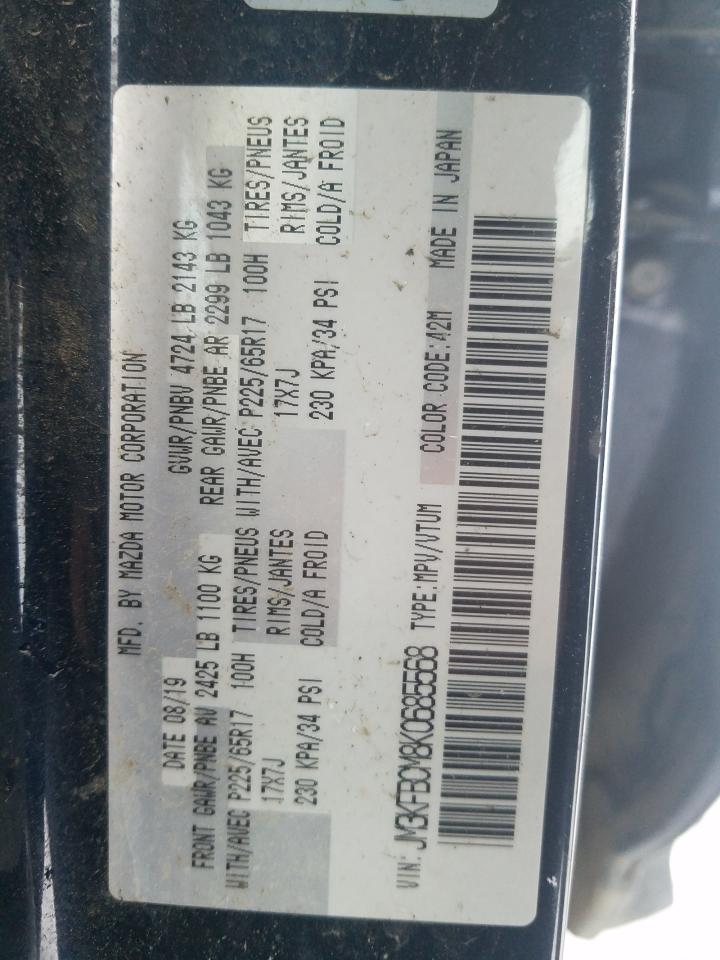 MFD. BY MAZDA MOTOR CORPORATION
DATE 08/19 GVWR/PNBV 4724 LB 2143 KG
FRONT GAWR/PNBE AV 2425 LB 1100 KG REAR GAWR/PNBE AR 2299 LB 1043 KG
WITH/AVEC P225/65R17 100H TIRES/PNEUS WITH/AVEC P225/65R17 100H TIRES/PNEUS
17X7J RIMS/JANTES 17X7J RIMS/JANTES
230 KPA/34 PSI COLD/A FROID 230 KPA/34 PSI COLD/A FROID
VIN: JM3KFBCM8K0685568 TYPE:MPV/VTUM COLOR CODE:42M MADE IN JAPAN